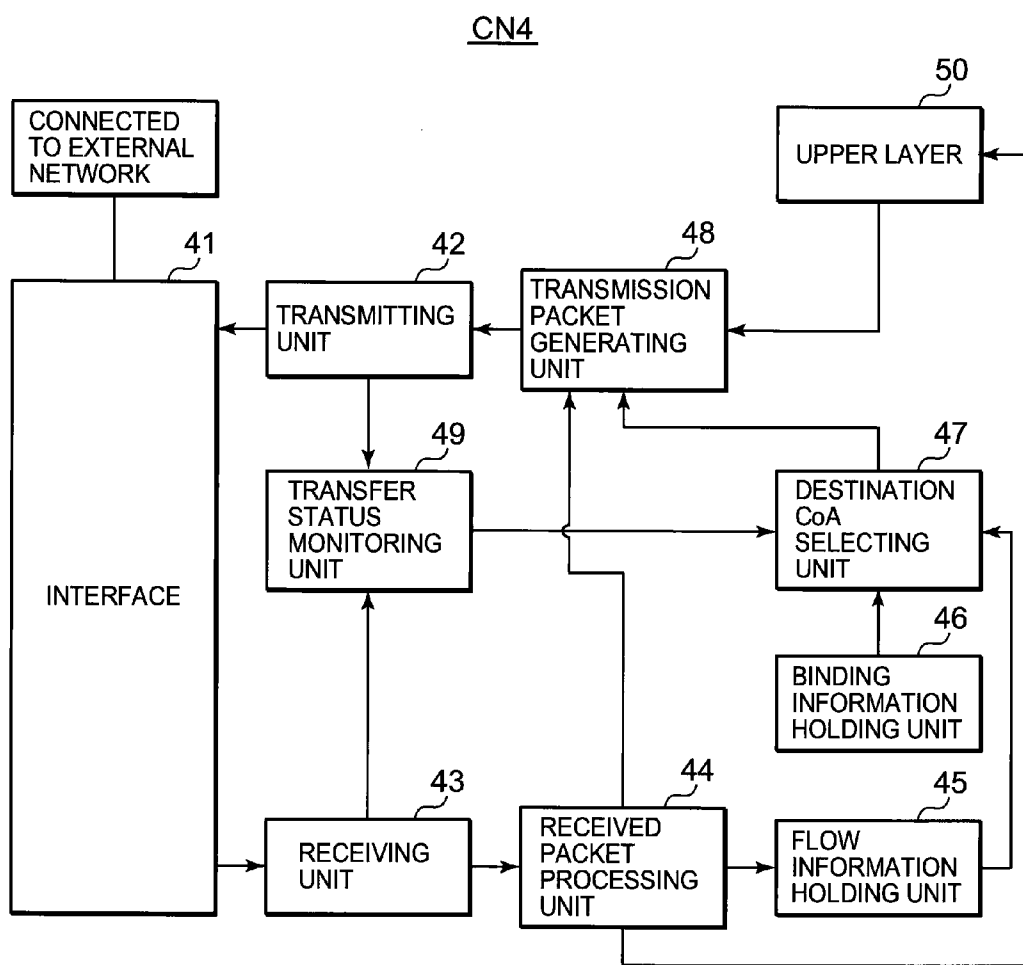 CN4
50
CONNECTED
TO EXTERNAL
NETWORK
UPPER LAYER
41
42
48
TRANSMITTING
UNIT
TRANSMISSION
PACKET
GENERATING
UNIT
49
47
TRANSFER
STATUS
MONITORING
UNIT
DESTINATION
CoA
SELECTING
UNIT
INTERFACE
46
BINDING
INFORMATION
HOLDING UNIT
43
44
45
RECEIVING
UNIT
RECEIVED
PACKET
PROCESSING
UNIT
FLOW
INFORMATION
HOLDING UNIT